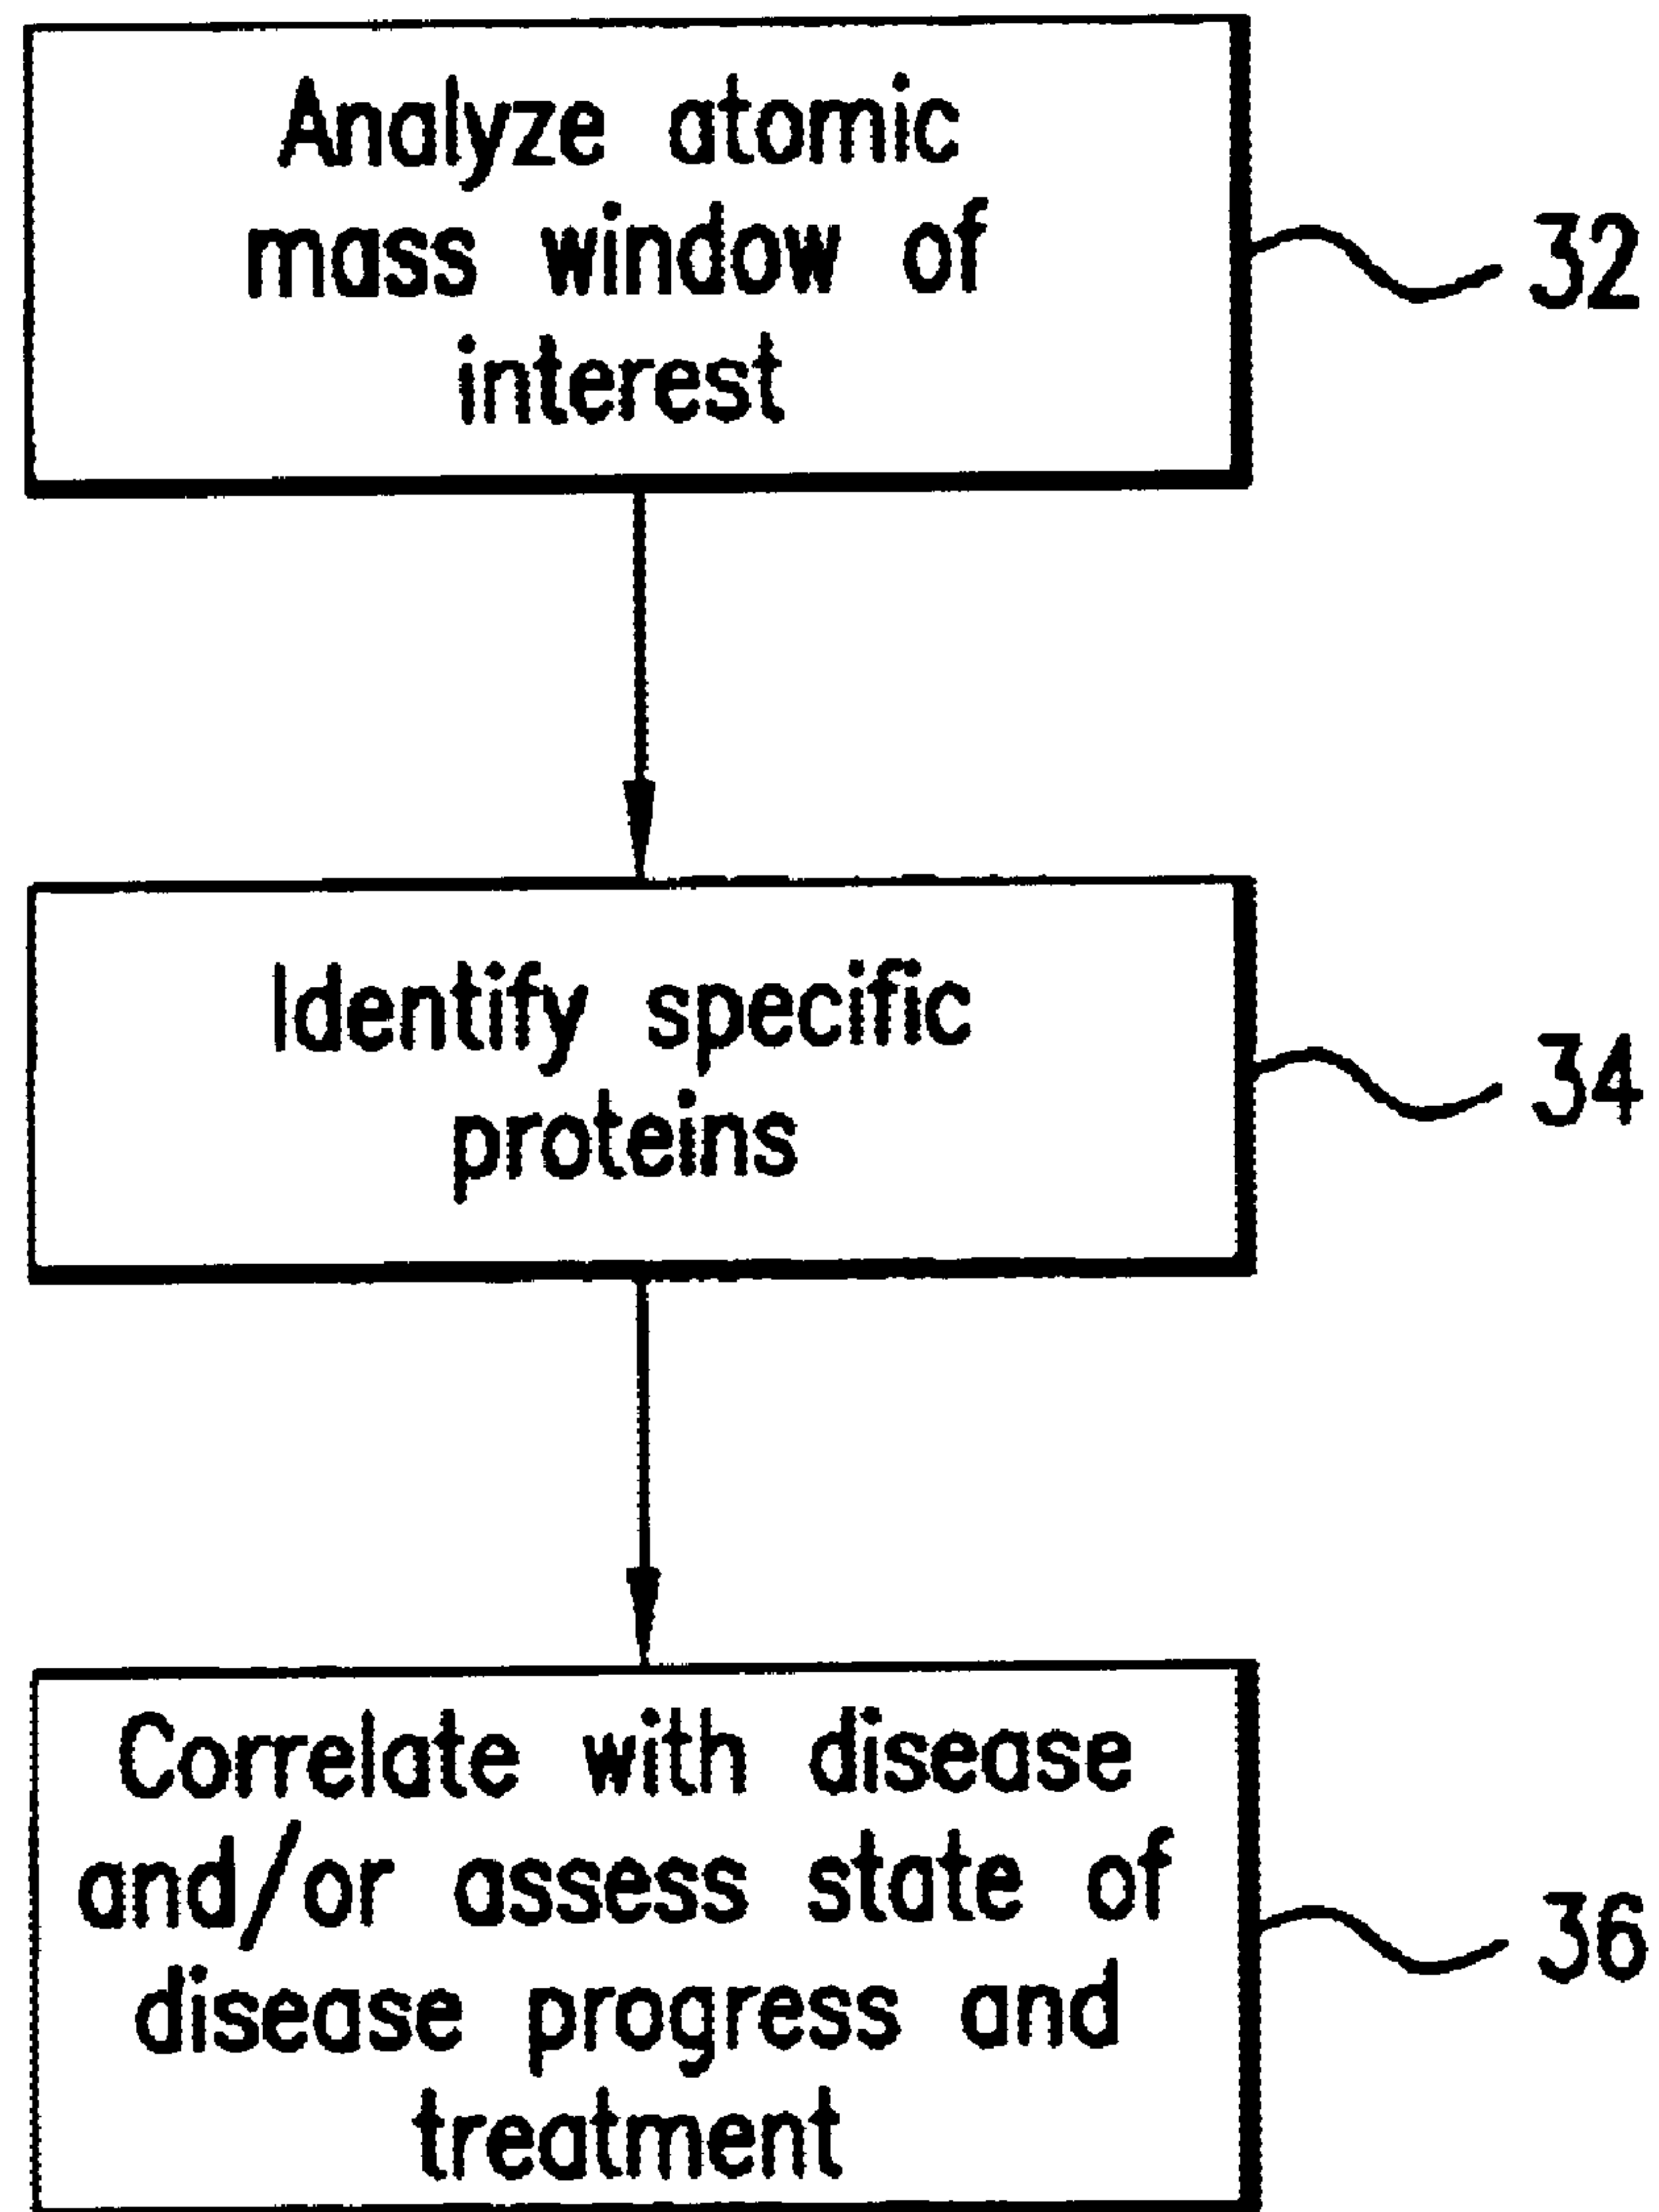 Analyze atomic
mass window of
interest
32
Identify specific
proteins
34
Correlate with disease
and/or assess state of
disease progress and
treatment
36